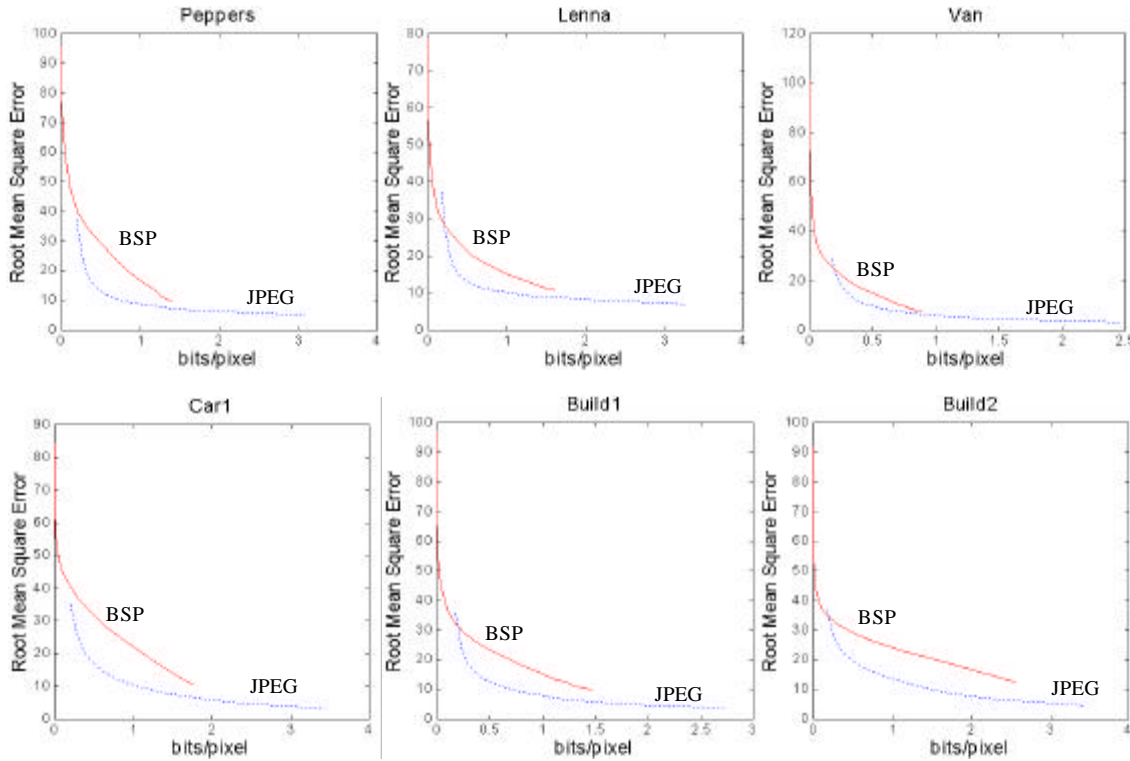 Peppers
Root Mean Square Error
100
90
80
70
60
50
40
30
20
10
0
BSP
JPEG
0 1 2 3 4
bits/pixel
Lenna
Root Mean Square Error
80
70
60
50
40
30
20
10
0
BSP
JPEG
0 1 2 3 4
bits/pixel
Van
Root Mean Square Error
120
100
80
60
40
20
0
BSP
JPEG
0 0.5 1 1.5 2 2.5
bits/pixel
Car1
Root Mean Square Error
90
80
70
60
50
40
30
20
10
0
BSP
JPEG
0 1 2 3 4
bits/pixel
Build1
Root Mean Square Error
100
90
80
70
60
50
40
30
20
10
0
BSP
JPEG
0 0.5 1 1.5 2 2.5 3
bits/pixel
Build2
Root Mean Square Error
100
90
80
70
60
50
40
30
20
10
0
BSP
JPEG
0 1 2 3 4
bits/pixel